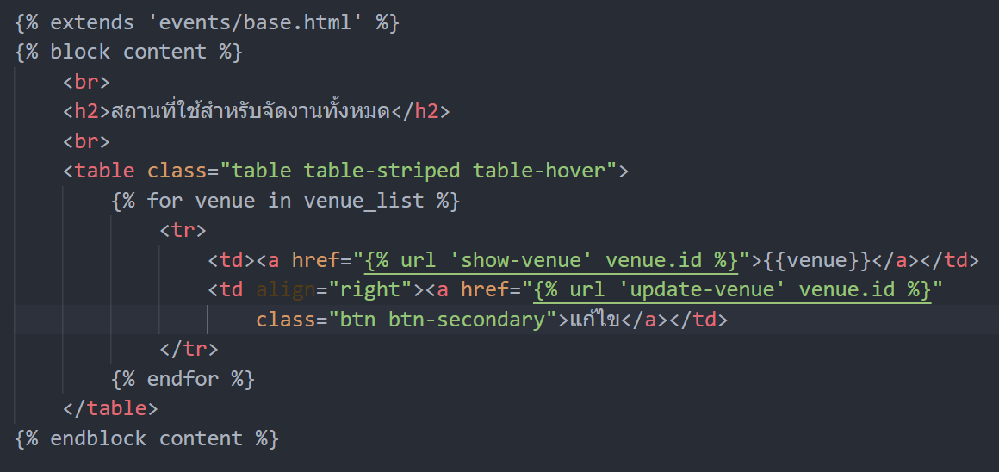 {% extends 'events/base.html' %}
{% block content %}
<br>
<h2>สถานที่ใช้สำหรับจัดงานทั้งหมด</h2>
<br>
<table class="table table-striped table-hover">
{% for venue in venue_list %}
<tr>
<td><a href="{% url 'show-venue' venue.id %}">{{venue}}</a></td>
<td align="right"><a href="{% url 'update-venue' venue.id %}"
class="btn btn-secondary">แก้ไข</a></td>
</tr>
{% endfor %}
</table>
{% endblock content %}